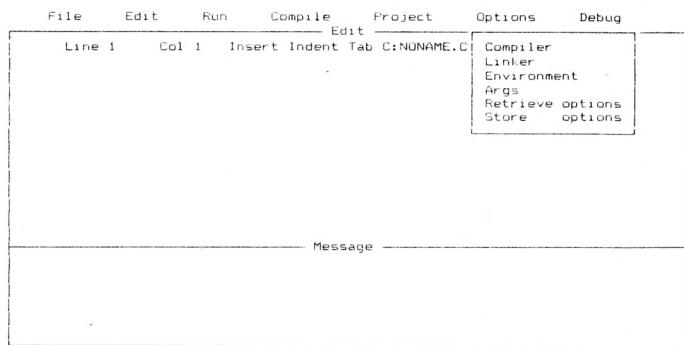 File Edit Run Compile Project Options Debug
Edit
Line 1 Col 1 Insert Indent Tab C:NONAME.C
Compiler
Linker
Environment
Args
Retrieve options
Store options
Message